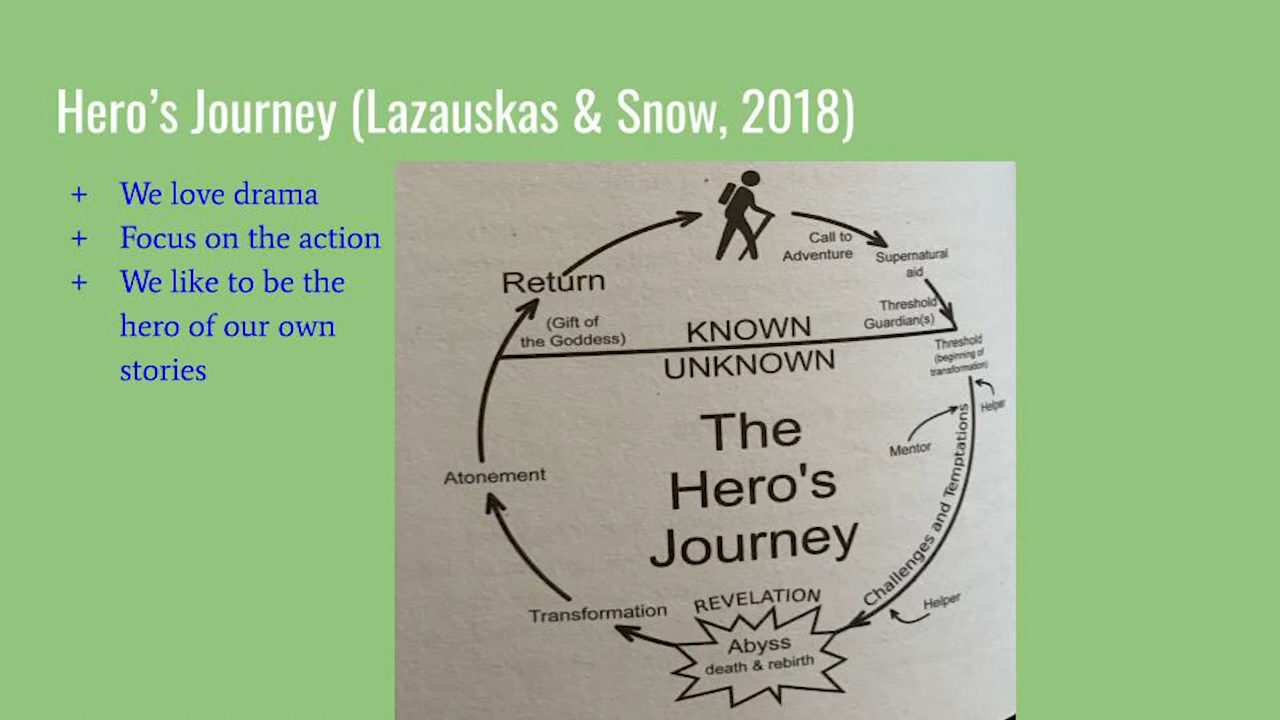 Hero's Journey (Lazauskas & Snow, 2018)
+ We love drama
+ Focus on the action
+ We like to be the
hero of our own
stories
Call to
Adventure
Supernatural
aid
Return
(Gift of
the Goddess)
Threshold
Guardian(s)
KNOWN
UNKNOWN
Threshold
(beginning of
transformation)
Helper
Mentor
The
Hero's
Journey
Challenges and Temptations
Atonement
Helper
Transformation
REVELATION
Abyss
death & rebirth